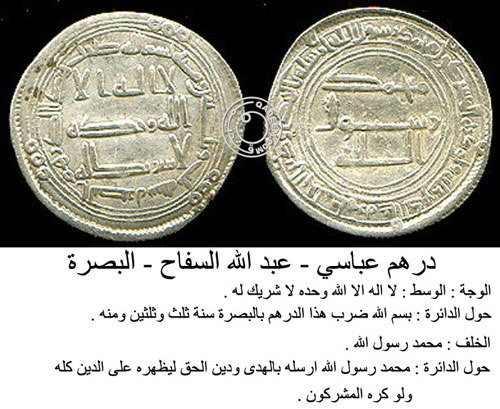 لا اله الا
الله وحده
لا شريك له
محمد
رسول
الله
درهم عباسي - عبد الله السفاح - البصرة
الوجة : الوسط : لا اله الا الله وحده لا شريك له .
حول الدائرة : بسم الله ضرب هذا الدرهم بالبصرة سنة ثلث وثلثين ومنه .
الخلف : محمد رسول الله .
حول الدائرة : محمد رسول الله ارسله بالهدى ودين الحق ليظهره على الدين كله
ولو كره المشركون .